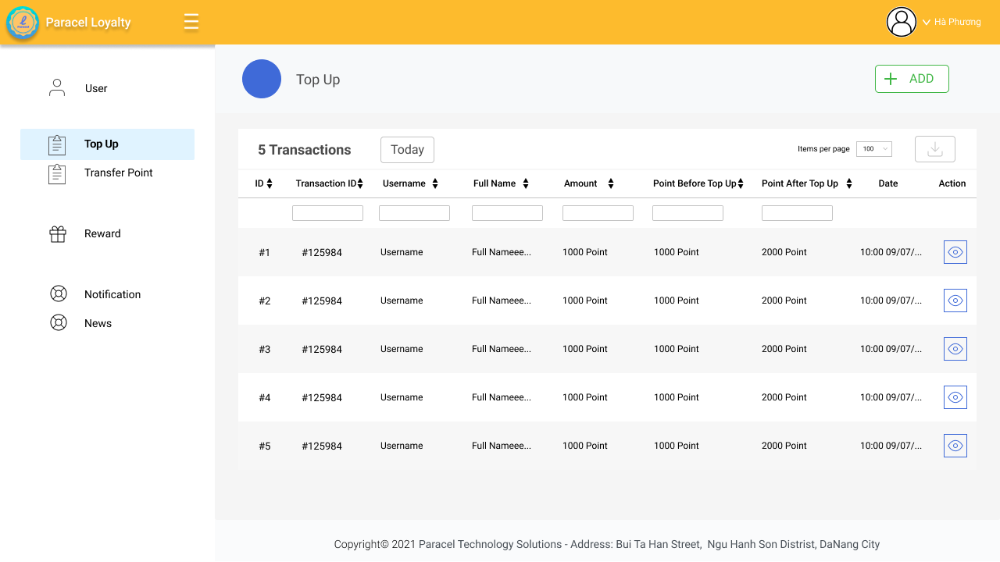 Paracel Loyalty
Hà Phương
User
Top Up
Transfer Point
Reward
Notification
News
Top Up
ADD
5 Transactions Today Items per page 100
ID Transaction ID Username Full Name Amount Point Before Top Up Point After Top Up Date Action
#1 #125984 Username Full Nameee... 1000 Point 1000 Point 2000 Point 10:00 09/07/...
#2 #125984 Username Full Nameee... 1000 Point 1000 Point 2000 Point 10:00 09/07/...
#3 #125984 Username Full Nameee... 1000 Point 1000 Point 2000 Point 10:00 09/07/...
#4 #125984 Username Full Nameee... 1000 Point 1000 Point 2000 Point 10:00 09/07/...
#5 #125984 Username Full Nameee... 1000 Point 1000 Point 2000 Point 10:00 09/07/...
Copyright© 2021 Paracel Technology Solutions - Address: Bui Ta Han Street, Ngu Hanh Son Distrist, DaNang City